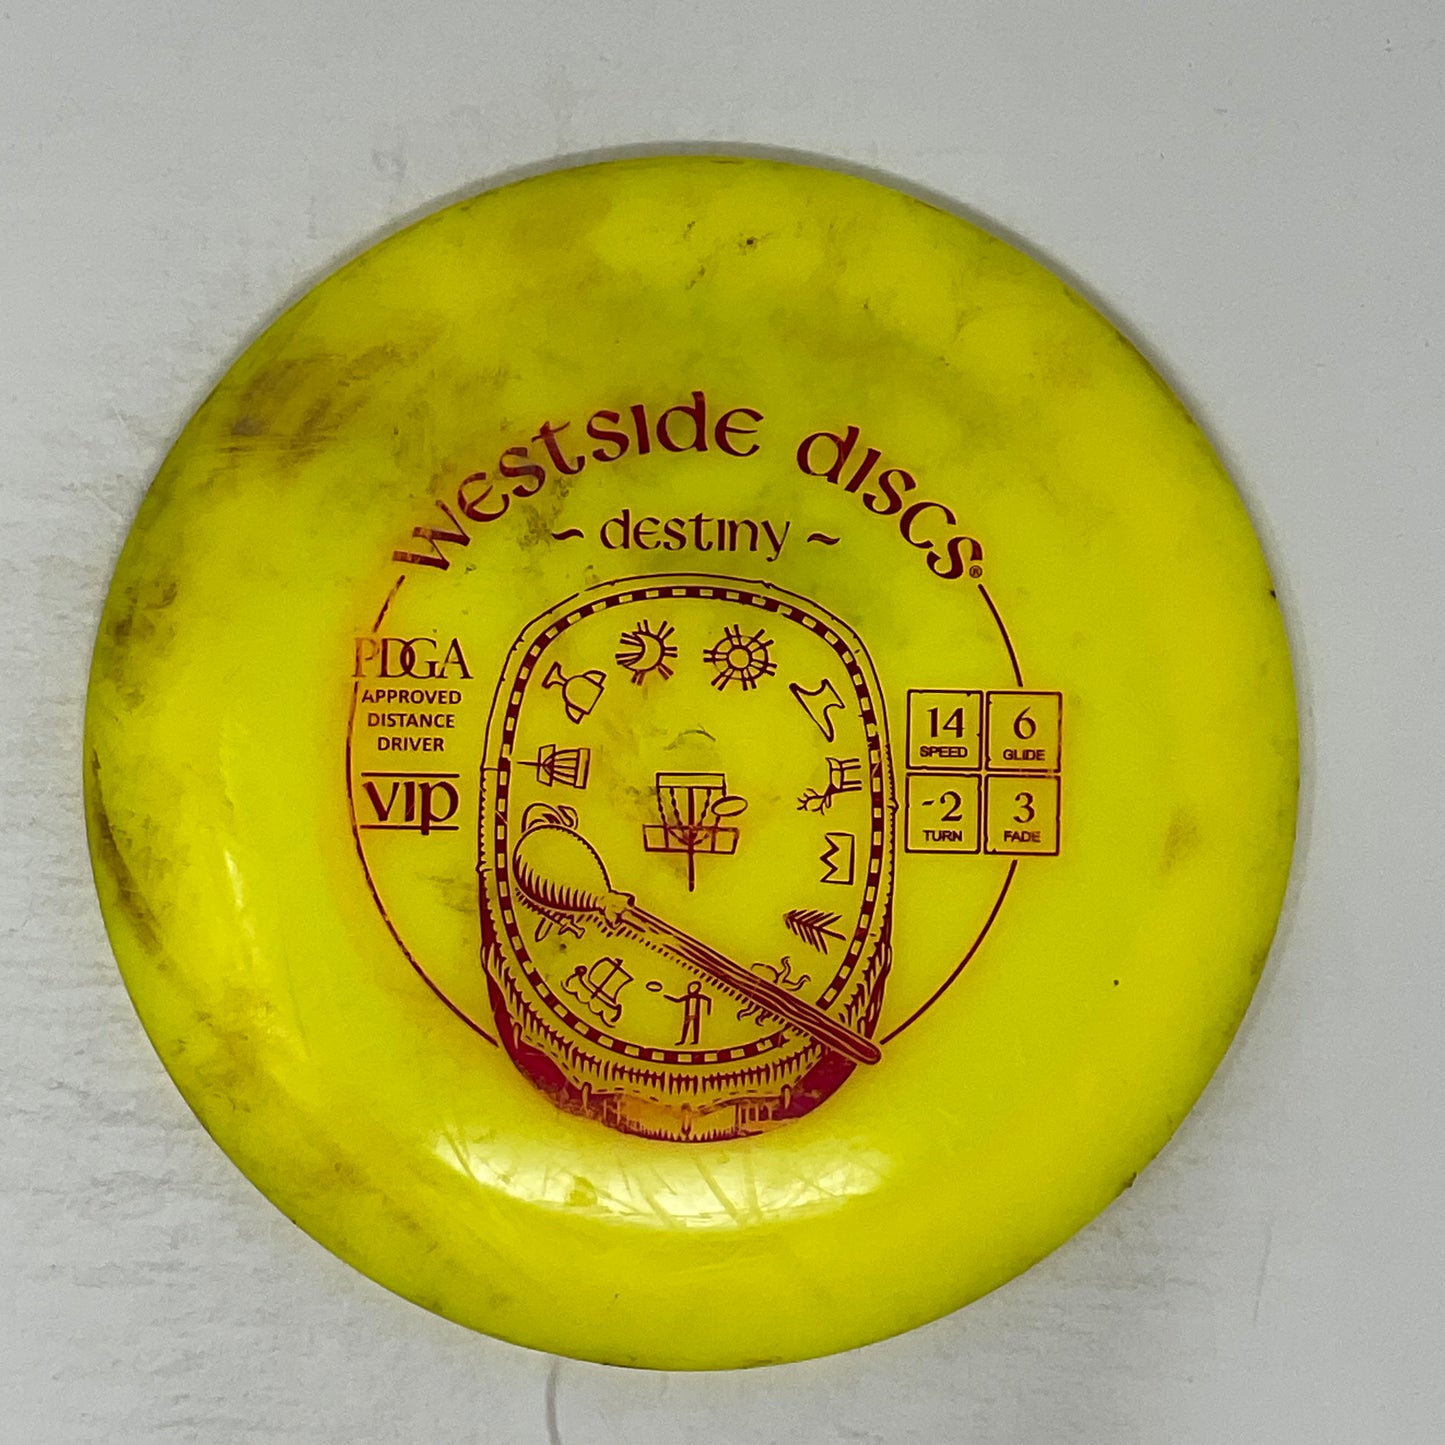 westside discs®
~ destiny ~
PDGA
APPROVED
DISTANCE
DRIVER
VIP
14
SPEED
6
GLIDE
-2
TURN
3
FADE